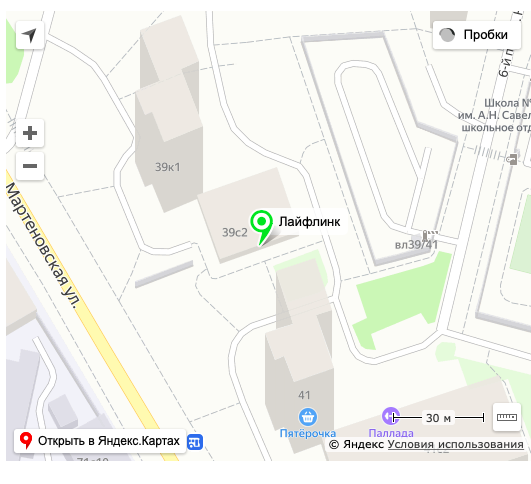 Пробки
6-й п
Школа №
им. А.Н. Савел
школьное отд
39к1
Мартеновская ул.
39с2
Лайфлинк
вл39/41
41
Пятёрочка
Паллада
30 м
Открыть в Яндекс.Картах
© Яндекс Условия использования